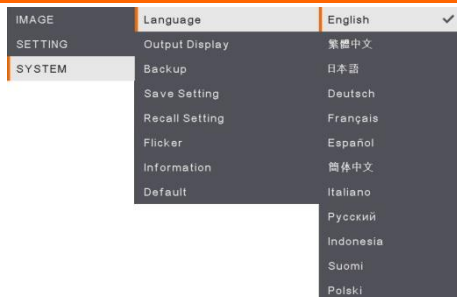 IMAGE
SETTING
SYSTEM
Language
Output Display
Backup
Save Setting
Recall Setting
Flicker
Information
Default
English
繁體中文
日本語
Deutsch
Français
Español
簡体中文
Italiano
Русский
Indonesia
Suomi
Polski